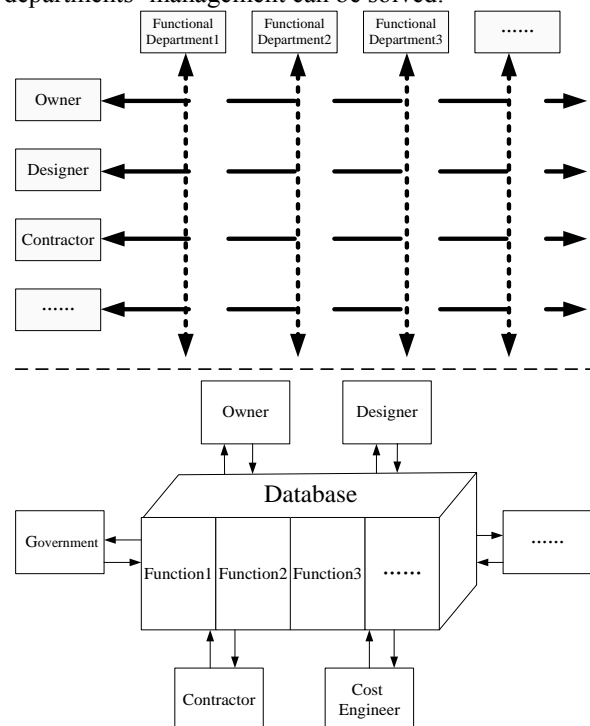 departments' management can be solved.
Functional
Department1
Functional
Department2
Functional
Department3
······
Owner
Designer
Contractor
······
Owner
Designer
Database
Government
Function1
Function2
Function3
······
······
Contractor
Cost
Engineer